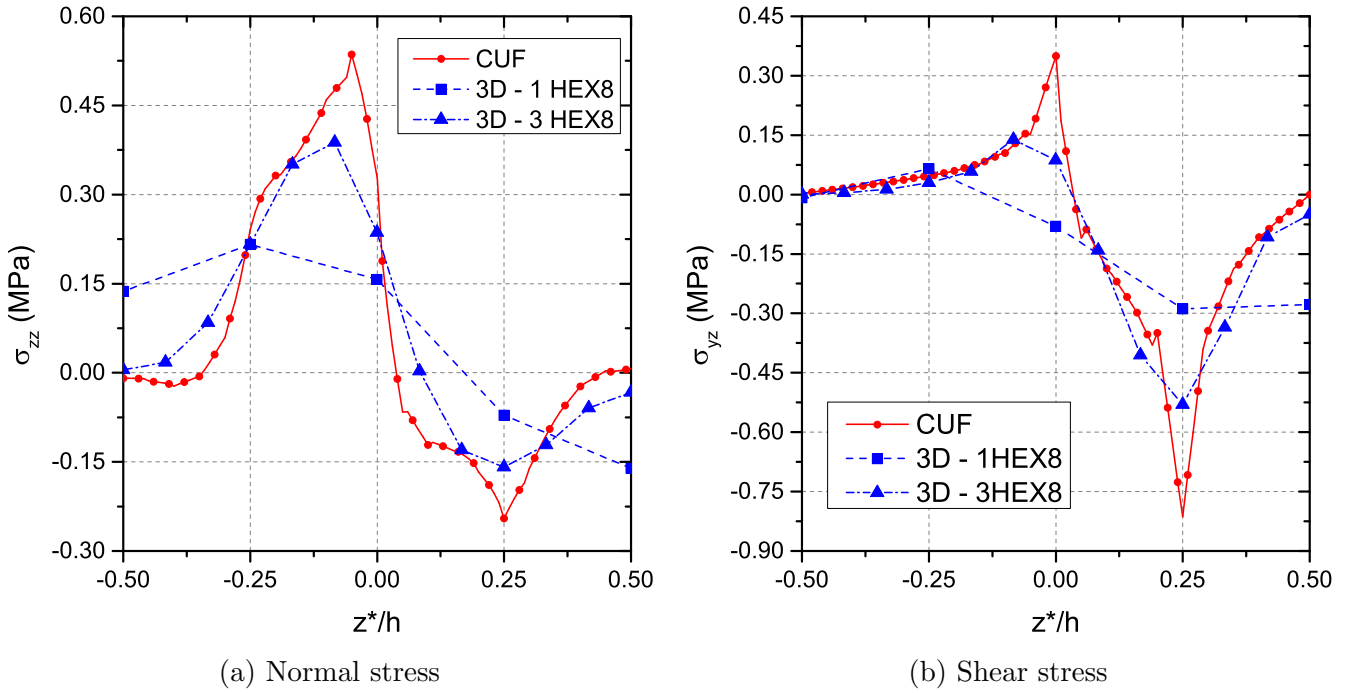 0.60
0.45
0.30
0.15
0.00
-0.15
-0.30
σzz (MPa)
-0.50 -0.25 0.00 0.25 0.50
z*/h
CUF
3D - 1 HEX8
3D - 3 HEX8
(a) Normal stress
0.45
0.30
0.15
0.00
-0.15
-0.30
-0.45
-0.60
-0.75
-0.90
σyz (MPa)
-0.50 -0.25 0.00 0.25 0.50
z*/h
CUF
3D - 1HEX8
3D - 3HEX8
(b) Shear stress